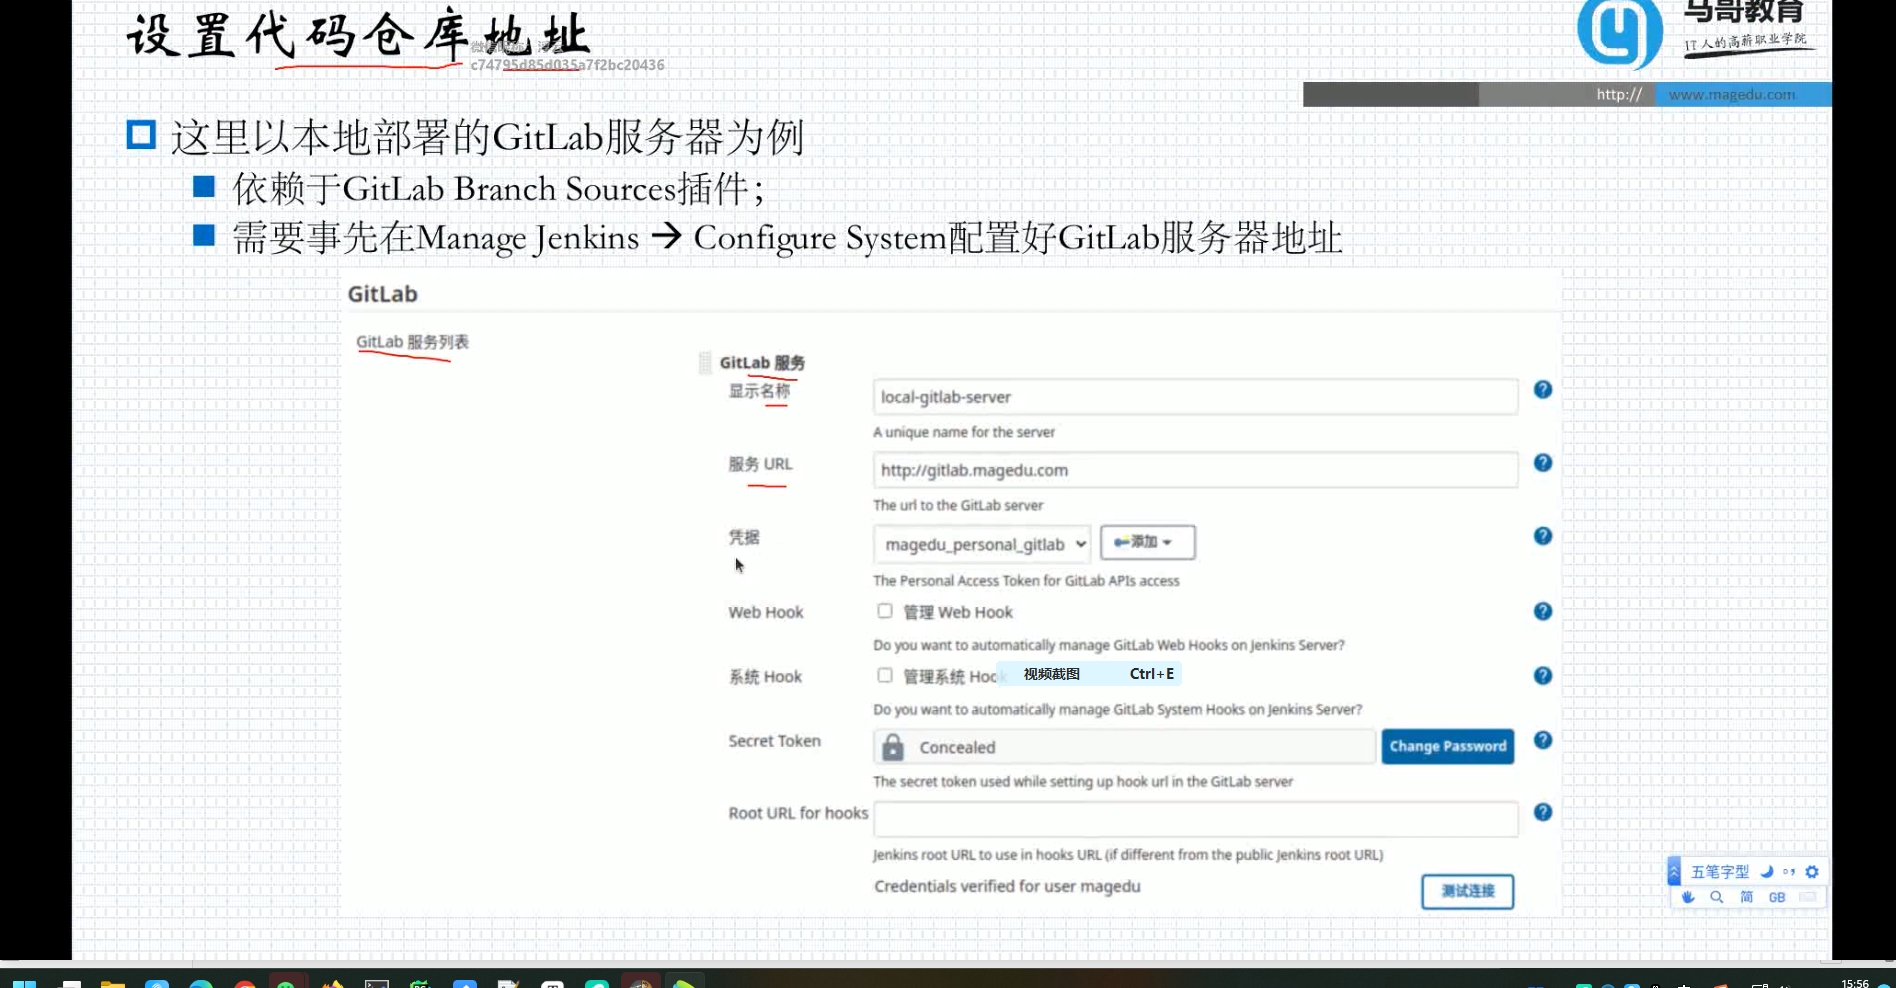 设置代码仓库地址
c74795d85d035a7f2bc20436
马哥教育
IT人的高薪职业学院
http:// www.magedu.com
这里以本地部署的GitLab服务器为例
依赖于GitLab Branch Sources插件;
需要事先在Manage Jenkins → Configure System配置好GitLab服务器地址
GitLab
GitLab 服务列表
GitLab 服务
显示名称 local-gitlab-server
A unique name for the server
服务 URL http://gitlab.magedu.com
The url to the GitLab server
凭据 magedu_personal_gitlab 添加
The Personal Access Token for GitLab APIs access
Web Hook 管理 Web Hook
Do you want to automatically manage GitLab Web Hooks on Jenkins Server?
系统 Hook 管理系统 Hook
视频截图 Ctrl+E
Do you want to automatically manage GitLab System Hooks on Jenkins Server?
Secret Token Concealed Change Password
The secret token used while setting up hook url in the GitLab server
Root URL for hooks
Jenkins root URL to use in hooks URL (if different from the public Jenkins root URL)
Credentials verified for user magedu 测试连接
五笔字型
简 GB
15:56